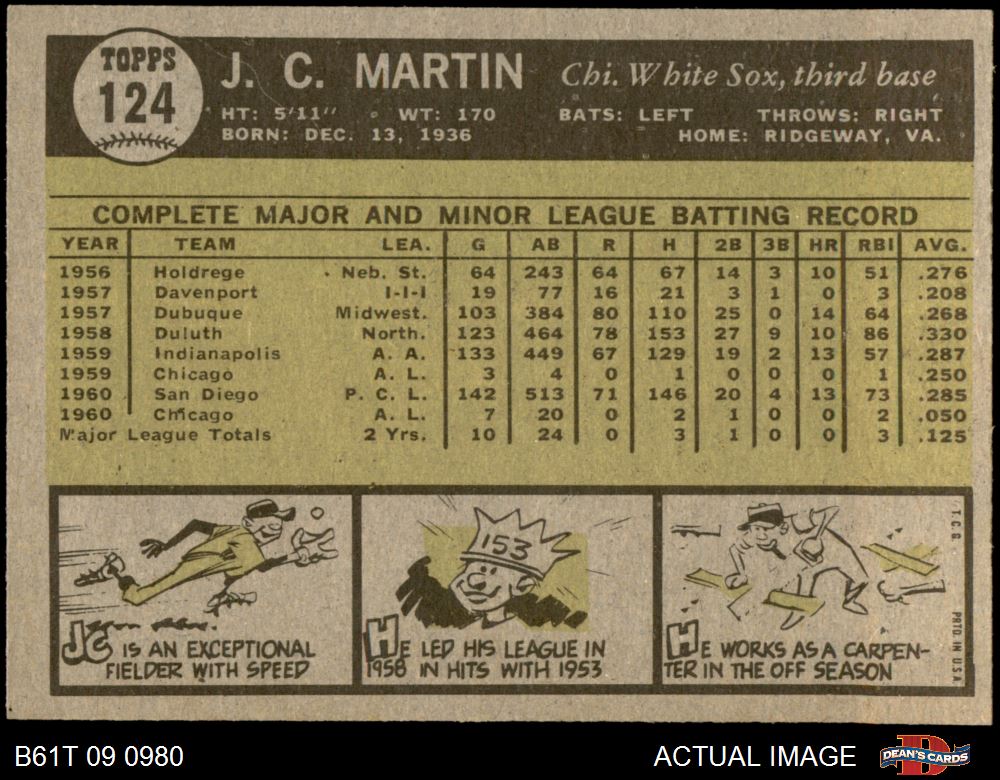 TOPPS
124
J. C. MARTIN Chi. White Sox, third base
HT: 5'11" WT: 170 BATS: LEFT THROWS: RIGHT
BORN: DEC. 13, 1936 HOME: RIDGEWAY, VA.
COMPLETE MAJOR AND MINOR LEAGUE BATTING RECORD
YEAR TEAM LEA. G AB R H 2B 3B HR RBI AVG.
1956 Holdrege Neb. St. 64 243 64 67 14 3 10 51 .276
1957 Davenport I-I-I 19 77 16 21 3 1 0 3 .208
1957 Dubuque Midwest. 103 384 80 110 25 0 14 64 .268
1958 Duluth North. 123 464 78 153 27 9 10 86 .330
1959 Indianapolis A. A. 133 449 67 129 19 2 13 57 .287
1959 Chicago A. L. 3 4 0 1 0 0 0 1 .250
1960 San Diego P. C. L. 142 513 71 146 20 4 13 73 .285
1960 Chicago A. L. 7 20 0 2 1 0 0 2 .050
Major League Totals 2 Yrs. 10 24 0 3 1 0 0 3 .125
JC IS AN EXCEPTIONAL
FIELDER WITH SPEED
153
HE LED HIS LEAGUE IN
1958 IN HITS WITH 1953
HE WORKS AS A CARPEN-
TER IN THE OFF SEASON
T. C. G. PRTD. IN U.S.A.
B61T 09 0980 ACTUAL IMAGE DEAN'S CARDS